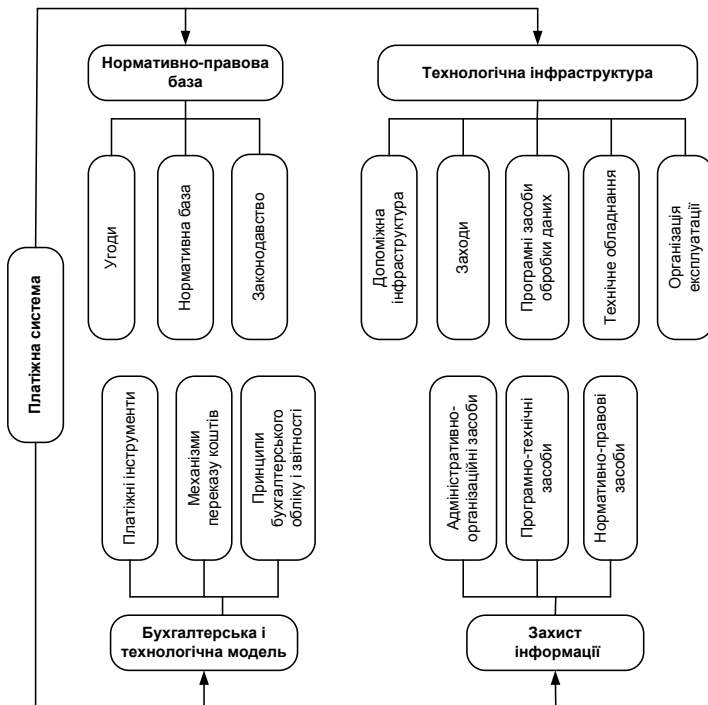 Платіжна система
Нормативно-правова
база
Угоди
Нормативна база
Законодавство
Технологічна інфраструктура
Допоміжна
інфраструктура
Заходи
Програмні засоби
обробки даних
Технічне обладнання
Організація
експлуатації
Платіжні інструменти
Механізми
переказу коштів
Принципи
бухгалтерського
обліку і звітності
Бухгалтерська і
технологічна модель
Адміністративно-
організаційні засоби
Програмно-технічні
засоби
Нормативно-правові
засоби
Захист
інформації